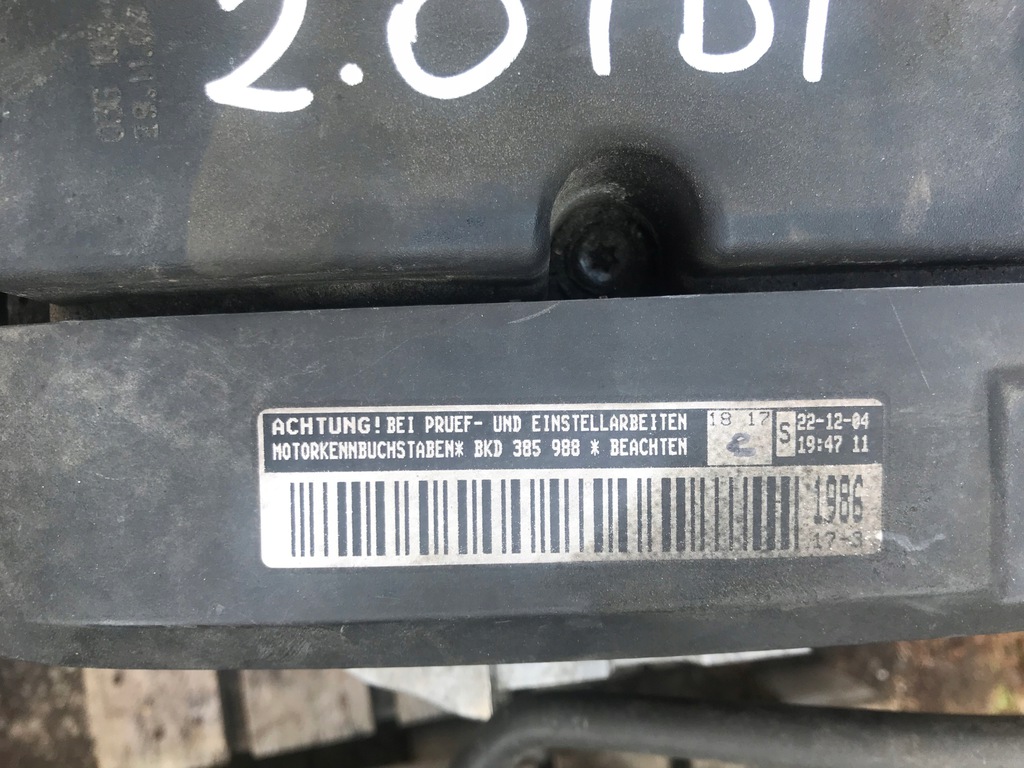 2.0TDI
ACHTUNG! BEI PRUEF- UND EINSTELLARBEITEN
MOTORKENNBUCHSTABEN* BKD 385 988 * BEACHTEN
18 17
S
22-12-04
19:47 11
1986
17-3